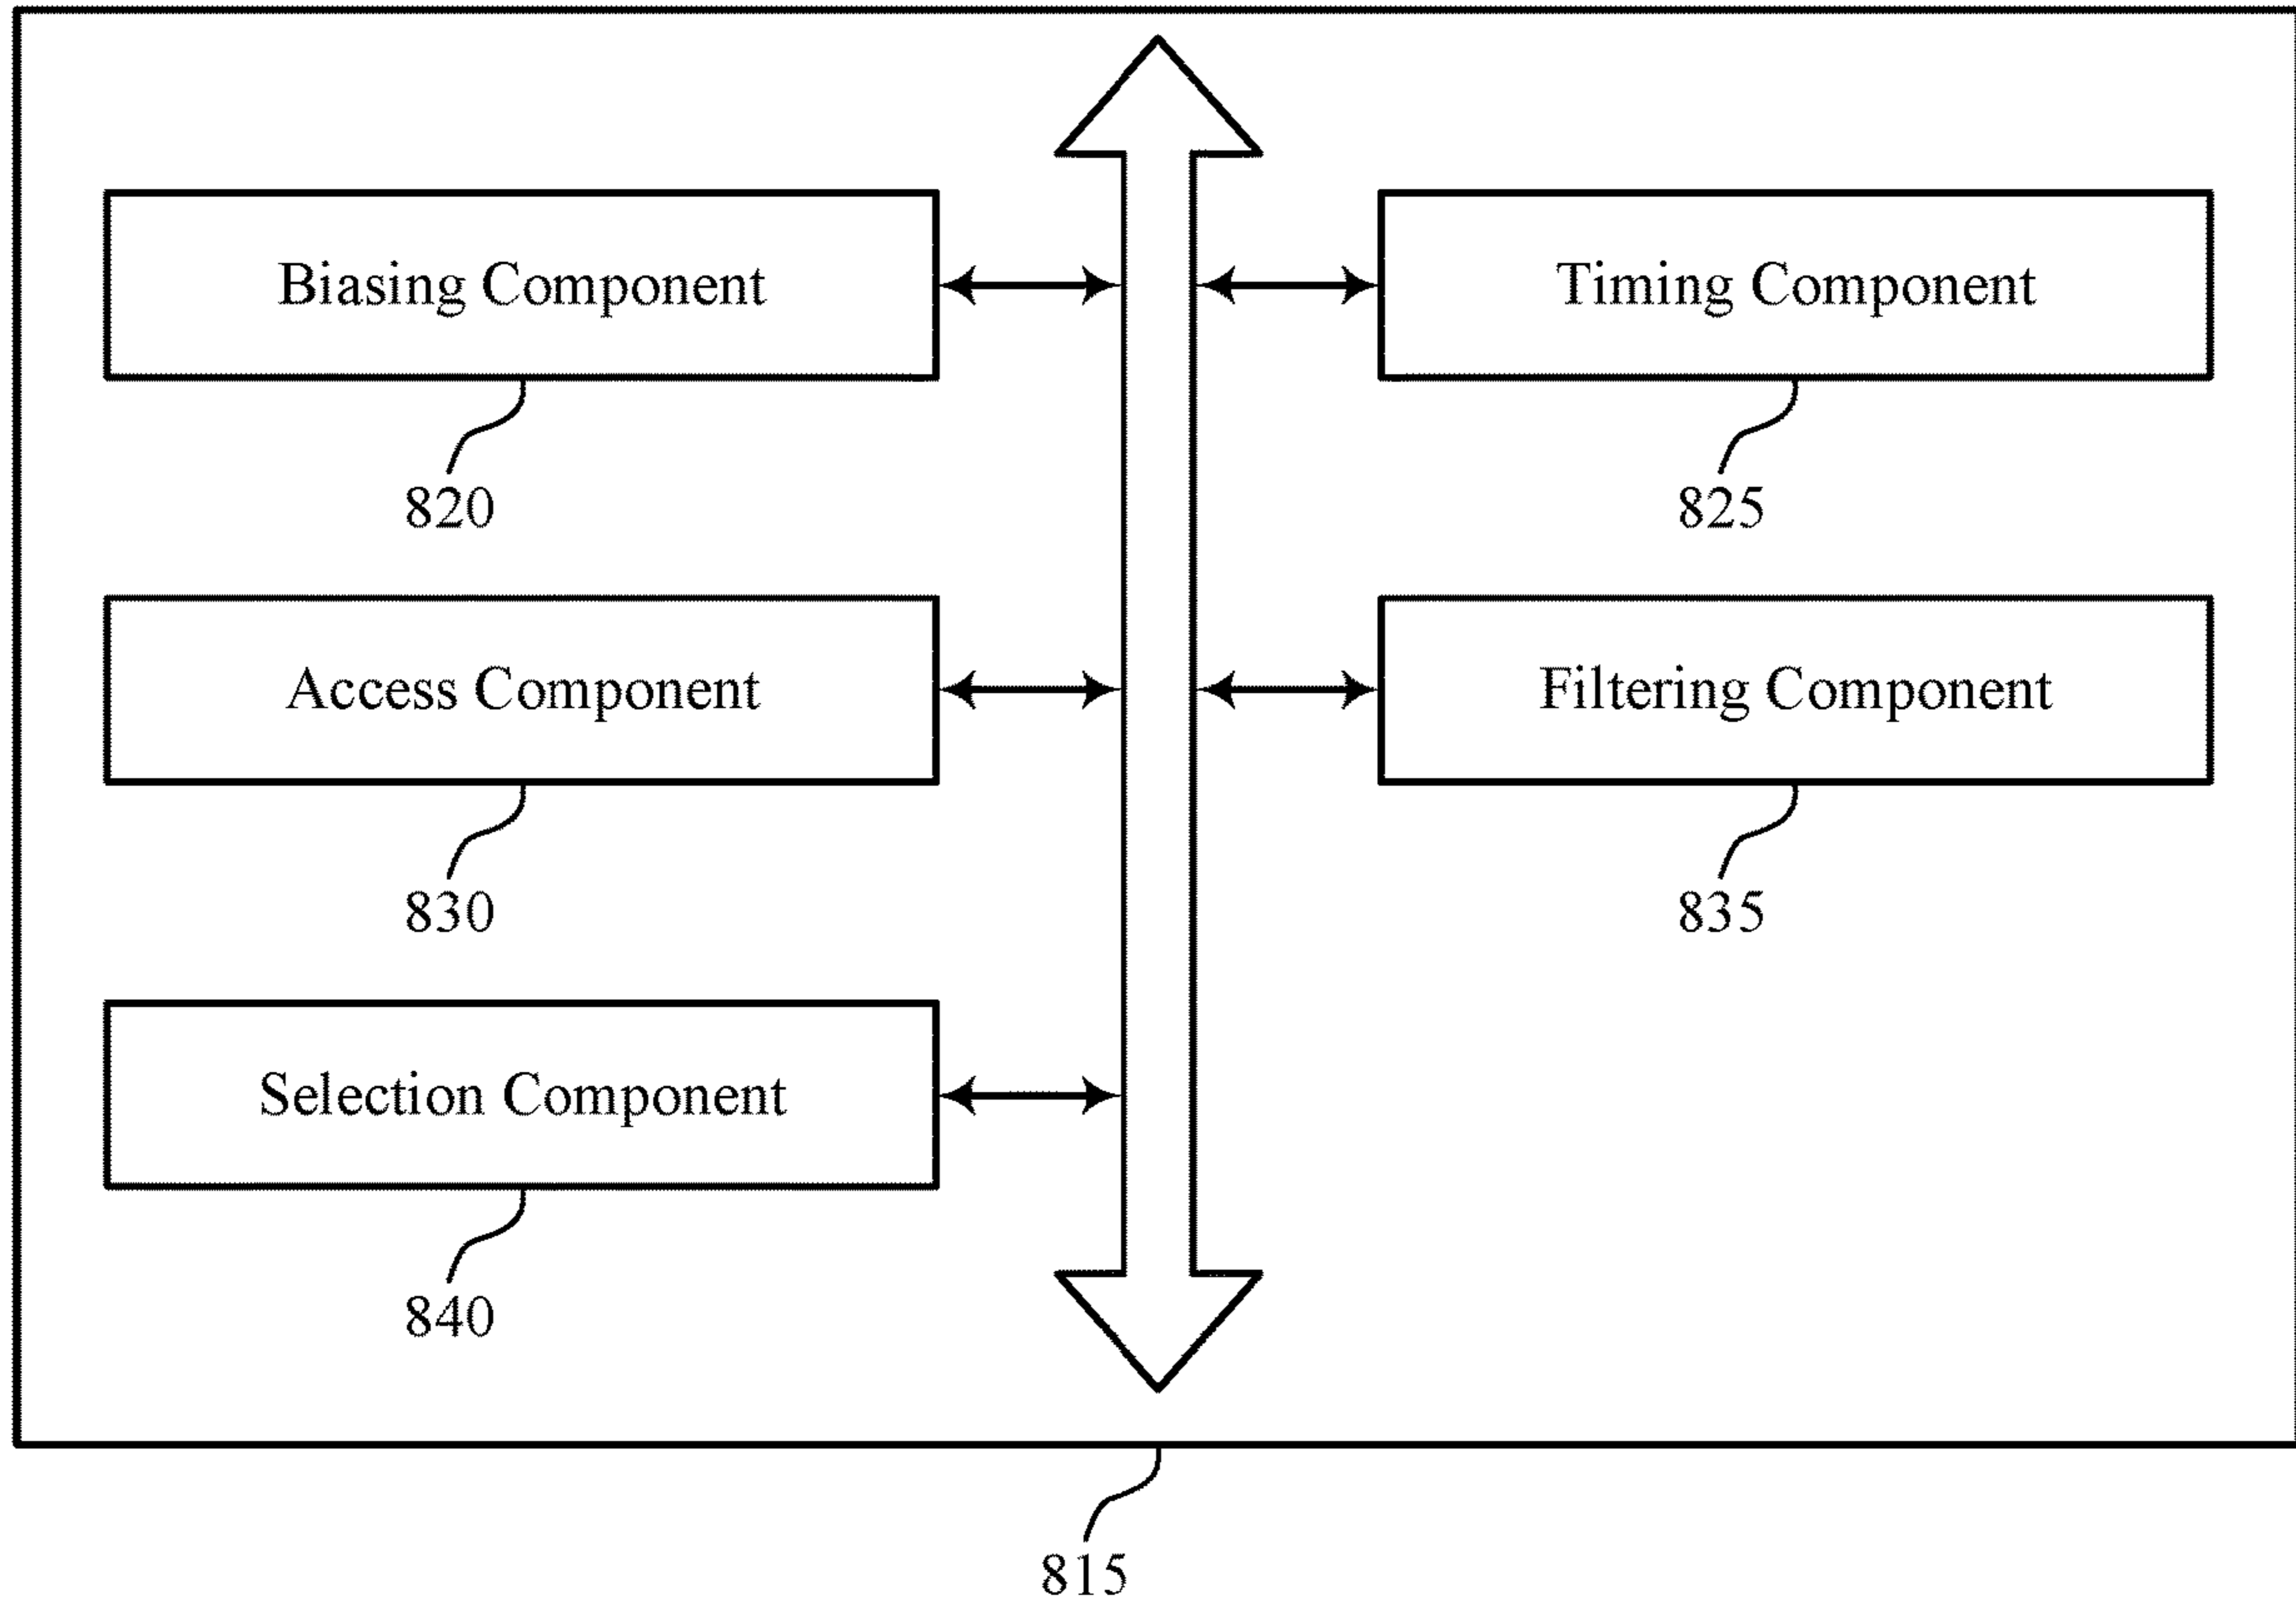 Biasing Component
Timing Component
820
825
Access Component
Filtering Component
830
835
Selection Component
840
815